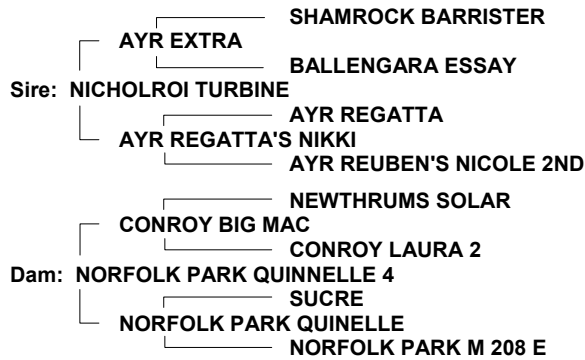 SHAMROCK BARRISTER
AYR EXTRA
BALLENGARA ESSAY
Sire: NICHOLROI TURBINE
AYR REGATTA
AYR REGATTA'S NIKKI
AYR REUBEN'S NICOLE 2ND
NEWTHRUMS SOLAR
CONROY BIG MAC
CONROY LAURA 2
Dam: NORFOLK PARK QUINNELLE 4
SUCRE
NORFOLK PARK QUINELLE
NORFOLK PARK M 208 E